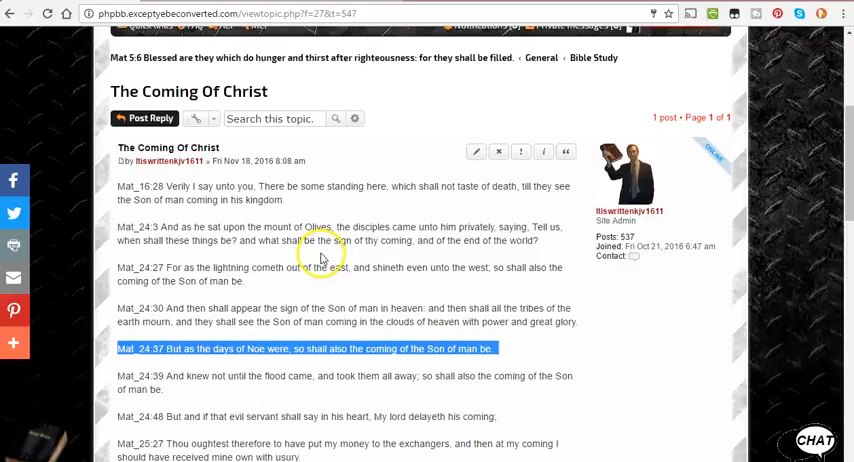 phpbb.exceptyebeconverted.com/viewtopic.php?f=27&t=547
Mat 5:6 Blessed are they which do hunger and thirst after righteousness: for they shall be filled. ‹ General ‹ Bible Study
The Coming Of Christ
Post Reply
Search this topic.
1 post • Page 1 of 1
The Coming Of Christ
by Itiswrittenkjv1611 » Fri Nov 18, 2016 8:08 am
ONLINE
Mat_16:28 Verily I say unto you, There be some standing here, which shall not taste of death, till they see
the Son of man coming in his kingdom.
Mat_24:3 And as he sat upon the mount of Olives, the disciples came unto him privately, saying, Tell us,
when shall these things be? and what shall be the sign of thy coming, and of the end of the world?
Mat_24:27 For as the lightning cometh out of the east, and shineth even unto the west; so shall also the
coming of the Son of man be.
Mat_24:30 And then shall appear the sign of the Son of man in heaven: and then shall all the tribes of the
earth mourn, and they shall see the Son of man coming in the clouds of heaven with power and great glory.
Mat_24:37 But as the days of Noe were, so shall also the coming of the Son of man be.
Mat_24:39 And knew not until the flood came, and took them all away; so shall also the coming of the Son
of man be.
Mat_24:48 But and if that evil servant shall say in his heart, My lord delayeth his coming;
Mat_25:27 Thou oughtest therefore to have put my money to the exchangers, and then at my coming I
should have received mine own with usury.
Itiswrittenkjv1611
Site Admin
Posts: 537
Joined: Fri Oct 21, 2016 6:47 am
Contact:
CHAT